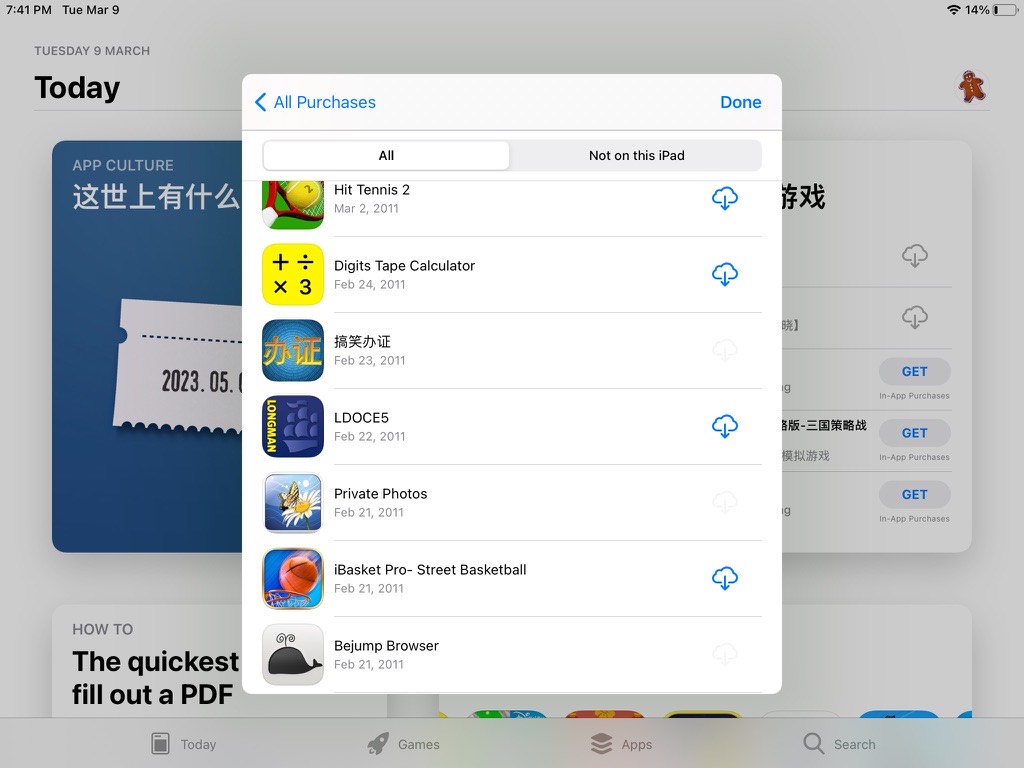 7:41 PM Tue Mar 9
14%
TUESDAY 9 MARCH
Today
All Purchases
Done
All
Not on this iPad
Hit Tennis 2
Mar 2, 2011
Digits Tape Calculator
Feb 24, 2011
+ ÷
× 3
搞笑办证
Feb 23, 2011
办证
LDOCE5
Feb 22, 2011
LONGMAN
Private Photos
Feb 21, 2011
iBasket Pro- Street Basketball
Feb 21, 2011
Bejump Browser
Feb 21, 2011
APP CULTURE
这世上有什么
2023.05.
游戏
晓】
GET
In-App Purchases
略版-三国策略战
模拟游戏
GET
In-App Purchases
GET
In-App Purchases
HOW TO
The quickest
fill out a PDF
Today
Games
Apps
Search